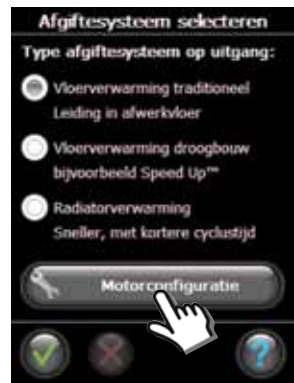 Afgiftesysteem selecteren
Type afgiftesysteem op uitgang:
Vloerverwarming traditioneel
Leiding in afwerkvloer
Vloerverwarming droogbouw
bijvoorbeeld Speed Up™
Radiatorverwarming
Sneller, met kortere cyclustijd
Motorconfiguratie
?